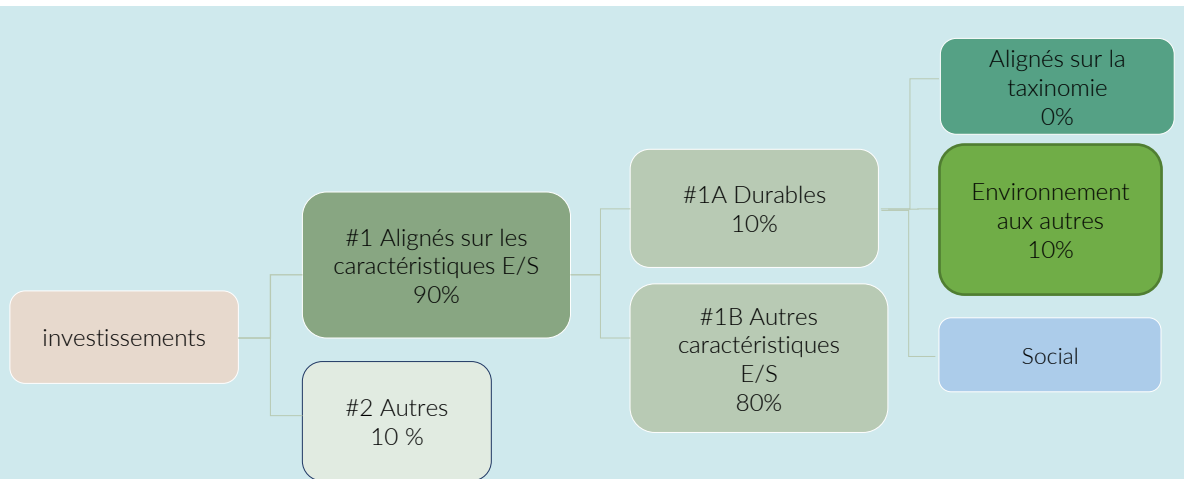 investissements
#1 Alignés sur les
caractéristiques E/S
90%
#2 Autres
10 %
#1A Durables
10%
#1B Autres
caractéristiques
E/S
80%
Alignés sur la
taxinomie
0%
Environnement
aux autres
10%
Social